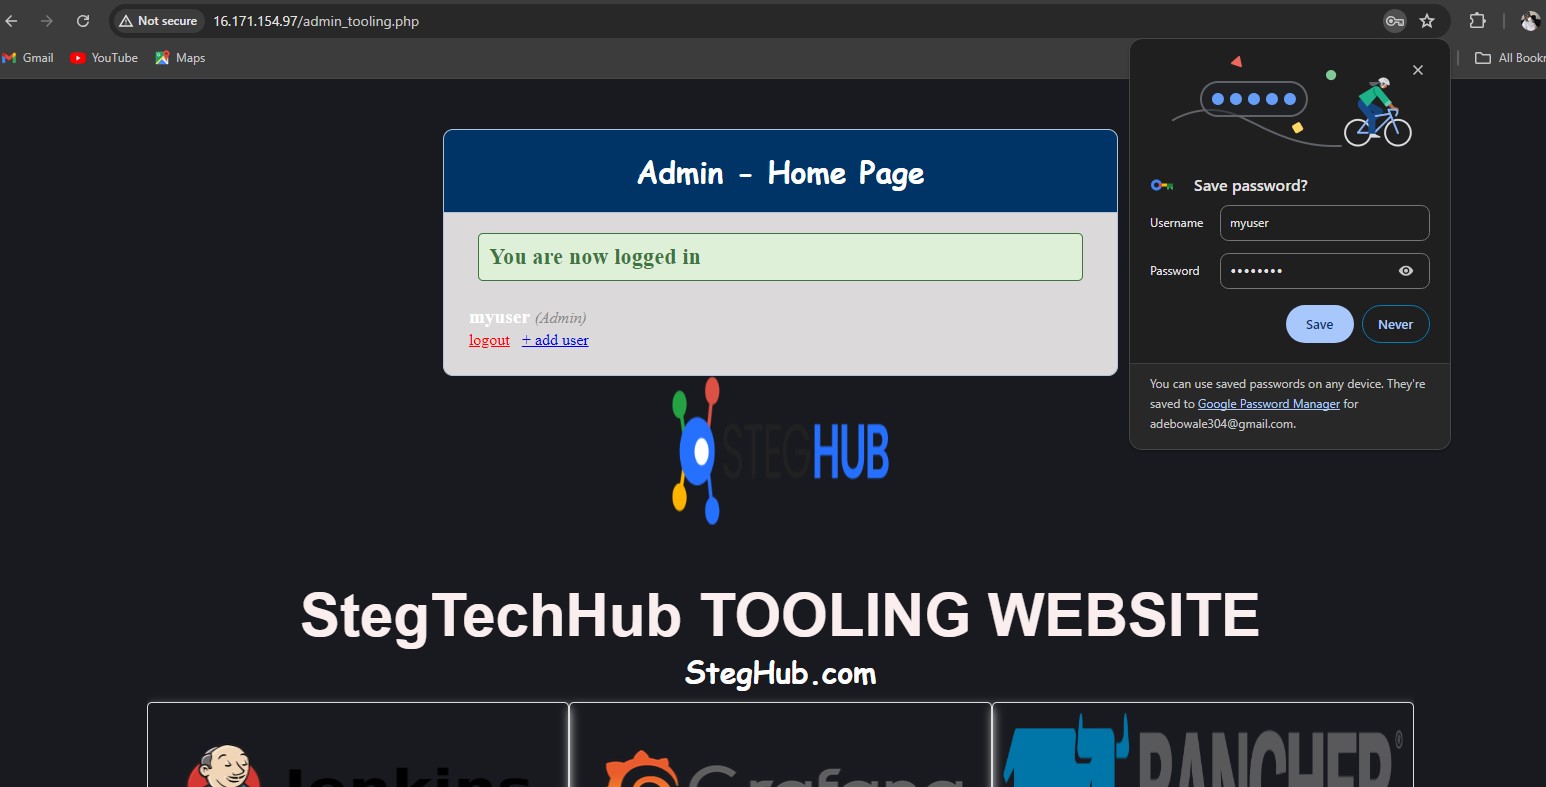 Not secure 16.171.154.97/admin_tooling.php
Gmail YouTube Maps All Bookr
Admin - Home Page
You are now logged in
myuser (Admin)
logout + add user
Save password?
Username myuser
Password ••••••••
Save Never
You can use saved passwords on any device. They're
saved to Google Password Manager for
adebowale304@gmail.com.
STEGHUB
StegTechHub TOOLING WEBSITE
StegHub.com
Jenkins Grafana RANCHER®